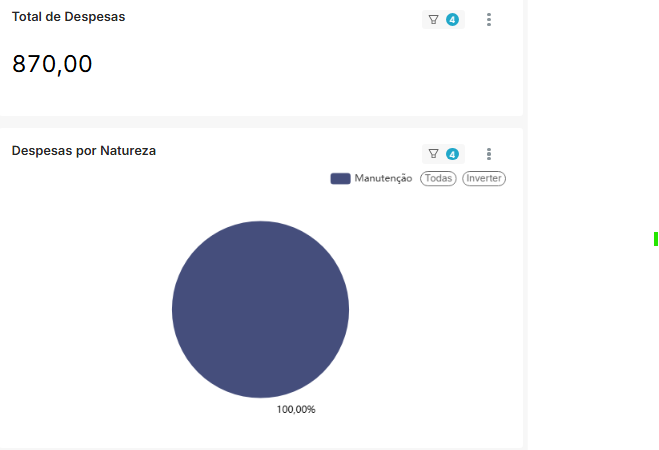 Total de Despesas 4
870,00
Despesas por Natureza 4
Manutenção Todas Inverter
100,00%